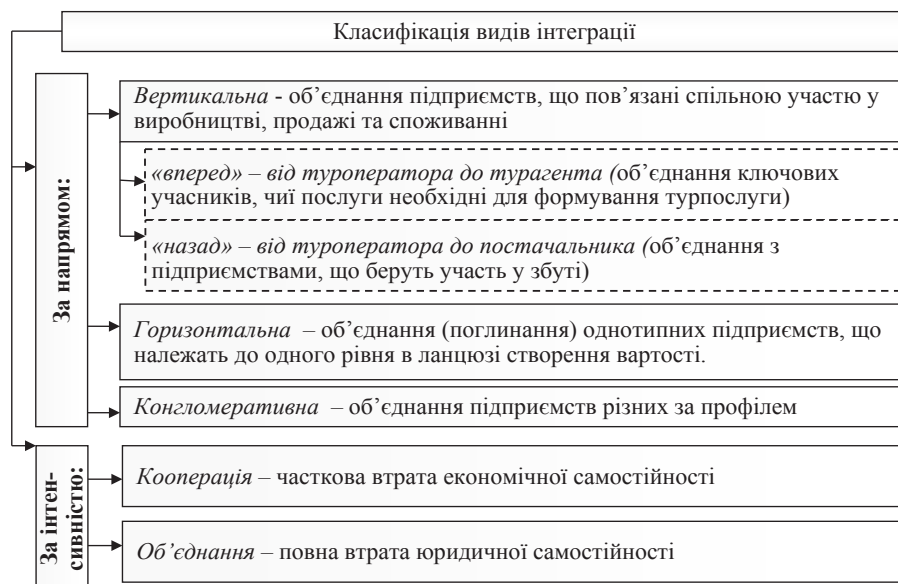 Класифікація видів інтеграції
За напрямом:
Вертикальна - об’єднання підприємств, що пов’язані спільною участю у
виробництві, продажі та споживанні
«вперед» – від туроператора до турагента (об’єднання ключових
учасників, чиї послуги необхідні для формування турпослуги)
«назад» – від туроператора до постачальника (об’єднання з
підприємствами, що беруть участь у збуті)
Горизонтальна – об’єднання (поглинання) однотипних підприємств, що
належать до одного рівня в ланцюзі створення вартості.
Конгломеративна – об’єднання підприємств різних за профілем
За інтен-
сивністю:
Кооперація – часткова втрата економічної самостійності
Об’єднання – повна втрата юридичної самостійності